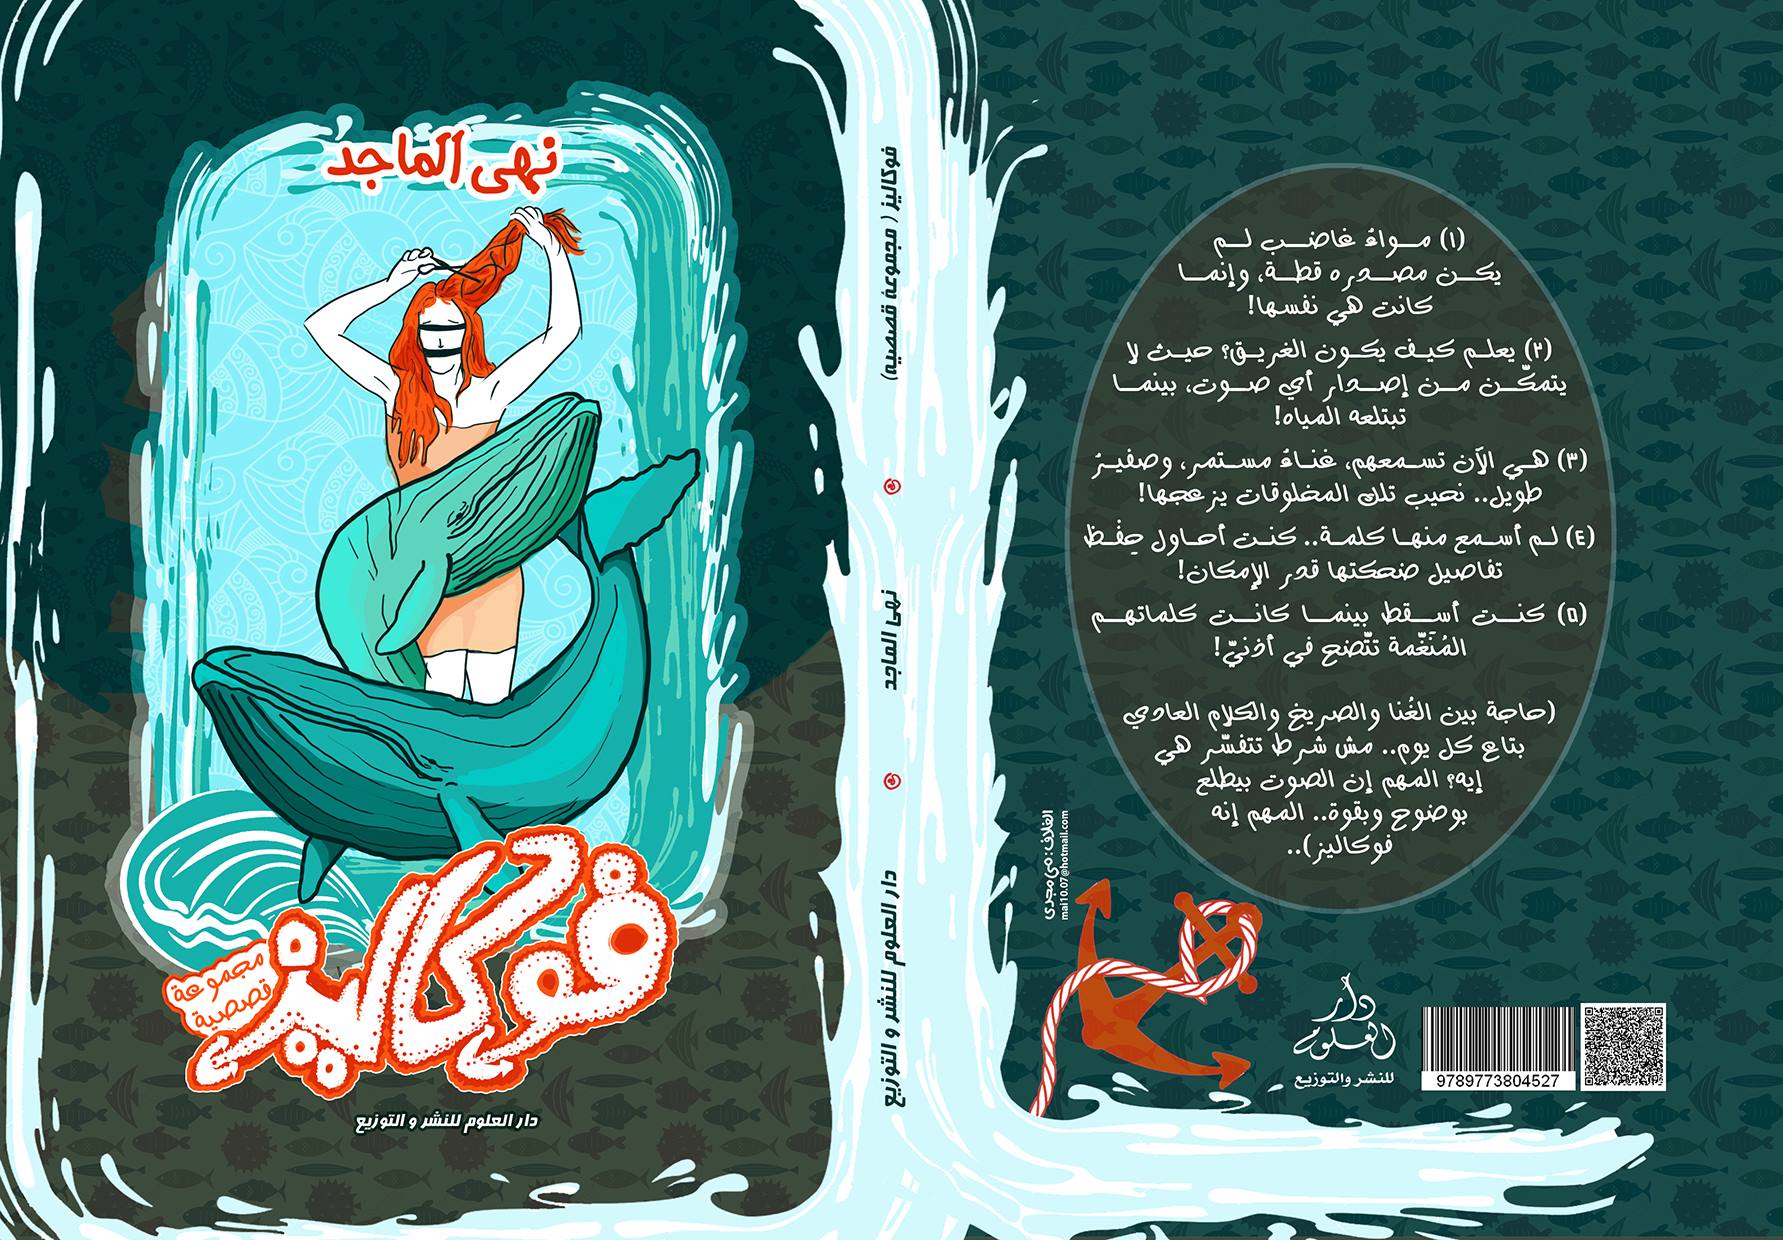 نهى الماجد
فوكاليز
مجموعة
قصصية
دار العلوم للنشر و التوزيع
فوكاليز ( مجموعة قصصيه)
نهى الماجد
دار العلوم للنشر و التوزيع
(١) مواءٌ غاضب لم
يكن مصدره قطة، وإنما
كانت هي نفسها!
(٢) يعلم كيف يكون الغريق؟ حيث لا
يتمكّن من إصدار أي صوت، بينما
تبتلعه المياه!
(٣) هي الآن تسمعهم، غناءٌ مستمر، وصفيرٌ
طويل.. نحيب تلك المخلوقات يزعجها!
(٤) لم أسمع منها كلمة.. كنت أحاول حِفْظ
تفاصيل ضحكتها قدر الإمكان!
(٥) كنت أسقط بينما كانت كلماتهم
المُنَغّمة تتّضح في أذنيّ!
(حاجة بين الغُنا والصريخ والكلام العادي
بتاع كل يوم.. مش شرط تتفسّر هي
إيه؟ المهم إن الصوت بيطلع
بوضوح وبقوة.. المهم إنه
فوكاليز)..
الغلاف: مي مجدى
mai10.07@hotmail.com
دار
العلوم
للنشر والتوزيع
9789773804527